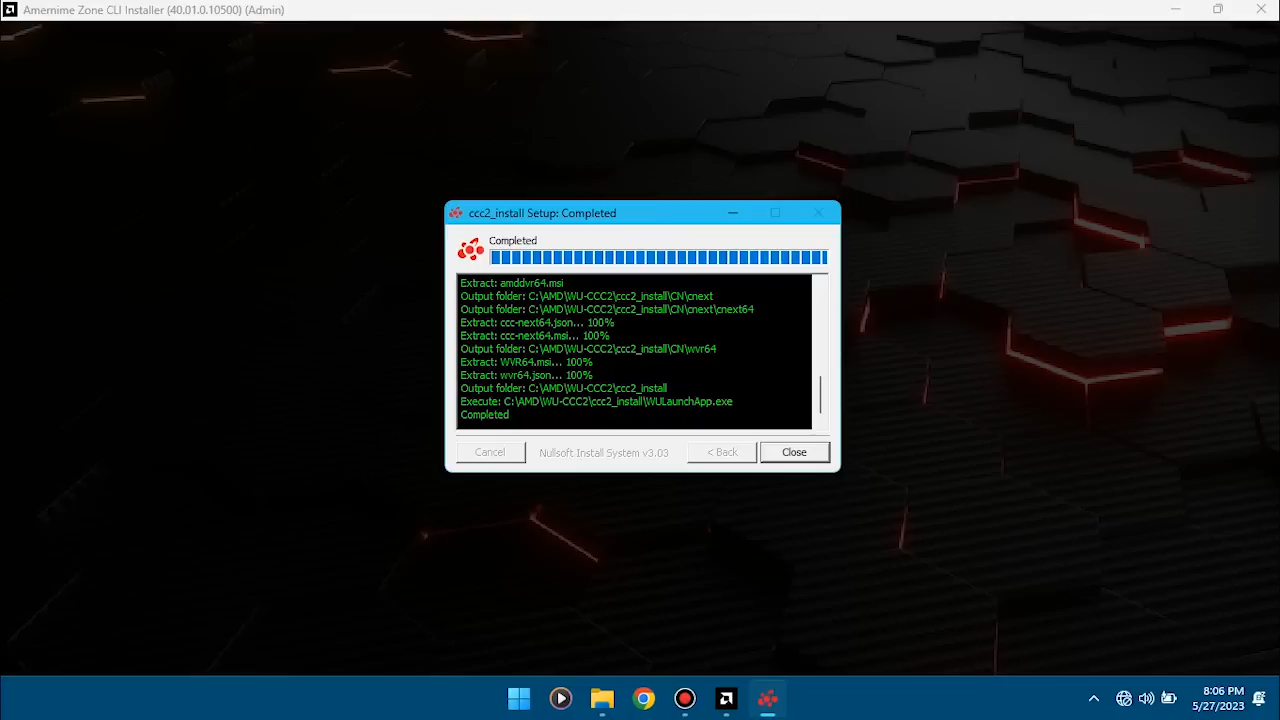 Amernime Zone CLI Installer (40.01.0.10500) (Admin)
ccc2_install Setup: Completed
Completed
Extract: amddvr64.msi
Output folder: C:\AMD\WU-CCC2\ccc2_install\CN\cnext
Output folder: C:\AMD\WU-CCC2\ccc2_install\CN\cnext\cnext64
Extract: ccc-next64.json... 100%
Extract: ccc-next64.msi... 100%
Output folder: C:\AMD\WU-CCC2\ccc2_install\CN\wvr64
Extract: WVR64.msi... 100%
Extract: wvr64.json... 100%
Output folder: C:\AMD\WU-CCC2\ccc2_install
Execute: C:\AMD\WU-CCC2\ccc2_install\WULaunchApp.exe
Completed
Cancel Nullsoft Install System v3.03 < Back Close
8:06 PM
5/27/2023